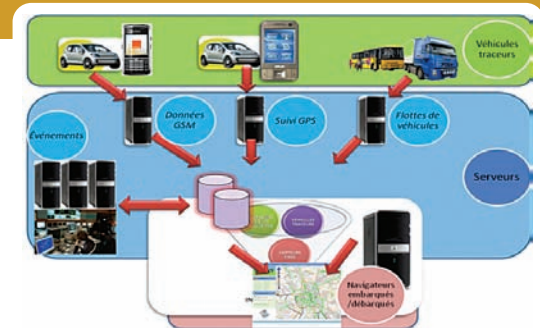 Véhicules
traceurs
Données
GSM
Suivi GPS
Flottes de
véhicules
Événements
Serveurs
Navigateurs
embarqués
/débarqués